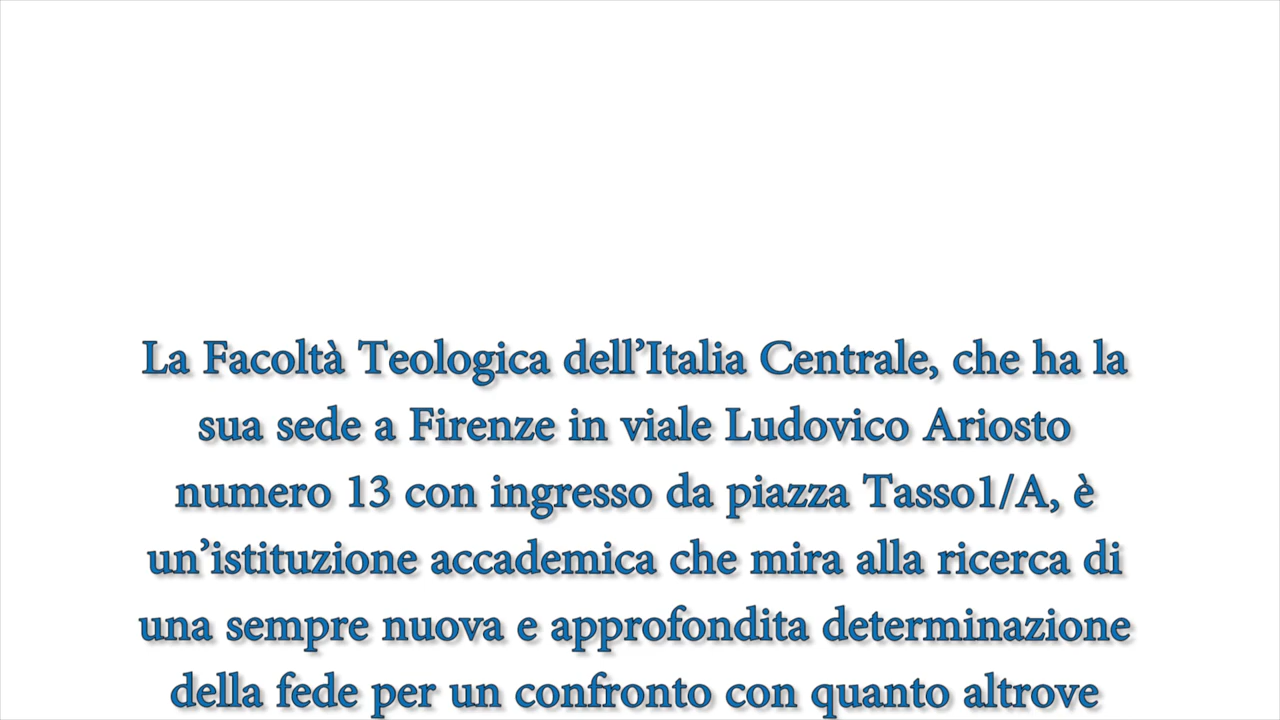 La Facoltà Teologica dell’Italia Centrale, che ha la
sua sede a Firenze in viale Ludovico Ariosto
numero 13 con ingresso da piazza Tasso1/A, è
un’istituzione accademica che mira alla ricerca di
una sempre nuova e approfondita determinazione
della fede per un confronto con quanto altrove